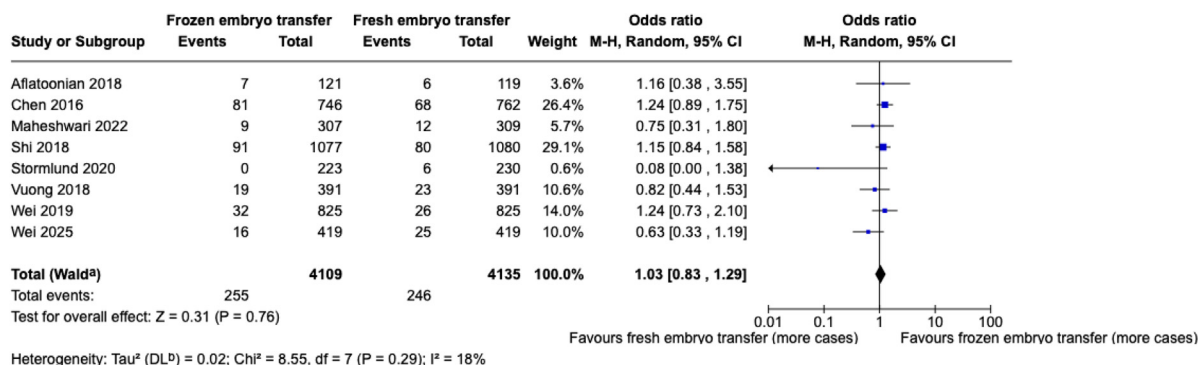 Frozen embryo transfer Fresh embryo transfer Odds ratio Odds ratio
Study or Subgroup Events Total Events Total Weight M-H, Random, 95% CI M-H, Random, 95% CI
Aflatoonian 2018 7 121 6 119 3.6% 1.16 [0.38 , 3.55]
Chen 2016 81 746 68 762 26.4% 1.24 [0.89 , 1.75]
Maheshwari 2022 9 307 12 309 5.7% 0.75 [0.31 , 1.80]
Shi 2018 91 1077 80 1080 29.1% 1.15 [0.84 , 1.58]
Stormlund 2020 0 223 6 230 0.6% 0.08 [0.00 , 1.38]
Vuong 2018 19 391 23 391 10.6% 0.82 [0.44 , 1.53]
Wei 2019 32 825 26 825 14.0% 1.24 [0.73 , 2.10]
Wei 2025 16 419 25 419 10.0% 0.63 [0.33 , 1.19]
Total (Waldᵃ) 4109 4135 100.0% 1.03 [0.83 , 1.29]
Total events: 255 246
Test for overall effect: Z = 0.31 (P = 0.76)
0.01 0.1 1 10 100
Favours fresh embryo transfer (more cases) Favours frozen embryo transfer (more cases)
Heterogeneity: Tau² (DLᵇ) = 0.02; Chi² = 8.55, df = 7 (P = 0.29); I² = 18%